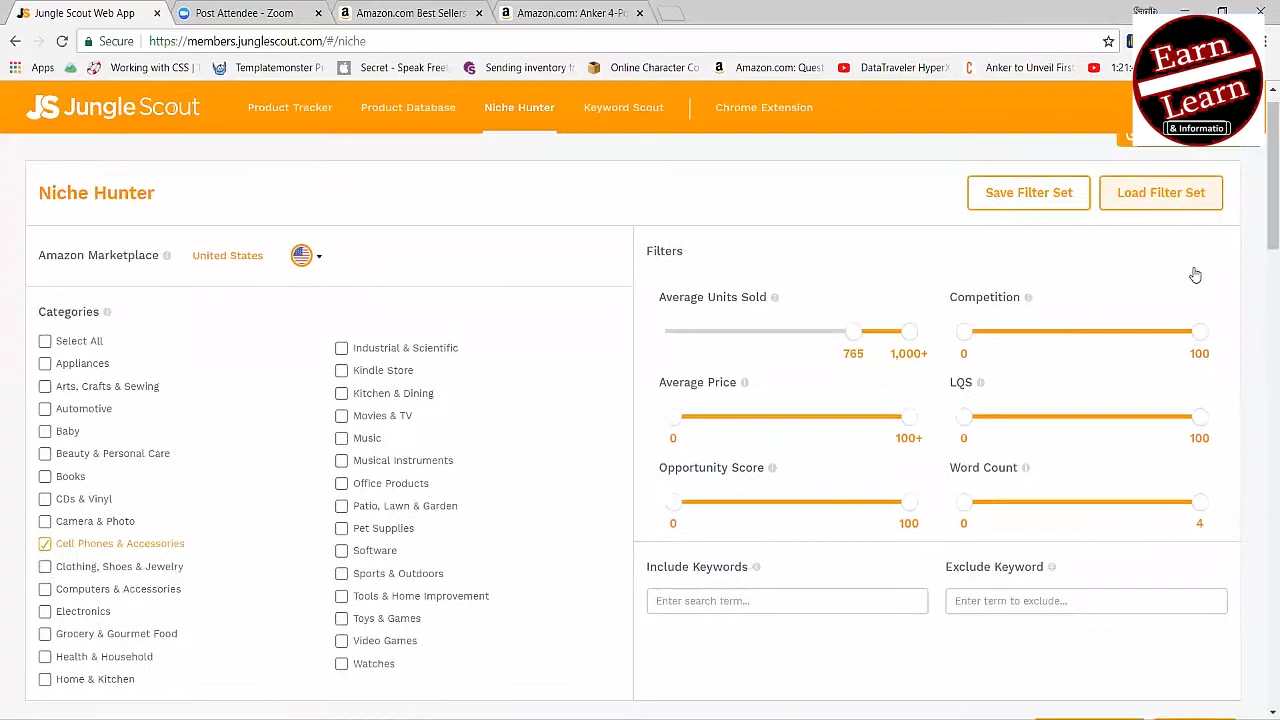 Jungle Scout Web App
Post Attendee - Zoom
Amazon.com Best Sellers
Amazon.com: Anker 4-Po
Secure
https://members.junglescout.com/#/niche
Apps
Working with CSS |
Templatemonster Pr
Secret - Speak Freel
Sending inventory f
Online Character Co
Amazon.com: Quest
DataTraveler HyperX
Anker to Unveil First
1:21
Earn
Learn
& Informatio
JS Jungle Scout
Product Tracker
Product Database
Niche Hunter
Keyword Scout
Chrome Extension
Niche Hunter
Save Filter Set
Load Filter Set
Amazon Marketplace
United States
Filters
Average Units Sold
765
1,000+
Competition
0
100
Average Price
0
100+
LQS
0
100
Opportunity Score
0
100
Word Count
0
4
Include Keywords
Enter search term...
Exclude Keyword
Enter term to exclude...
Categories
Select All
Appliances
Arts, Crafts & Sewing
Automotive
Baby
Beauty & Personal Care
Books
CDs & Vinyl
Camera & Photo
Cell Phones & Accessories
Clothing, Shoes & Jewelry
Computers & Accessories
Electronics
Grocery & Gourmet Food
Health & Household
Home & Kitchen
Industrial & Scientific
Kindle Store
Kitchen & Dining
Movies & TV
Music
Musical Instruments
Office Products
Patio, Lawn & Garden
Pet Supplies
Software
Sports & Outdoors
Tools & Home Improvement
Toys & Games
Video Games
Watches